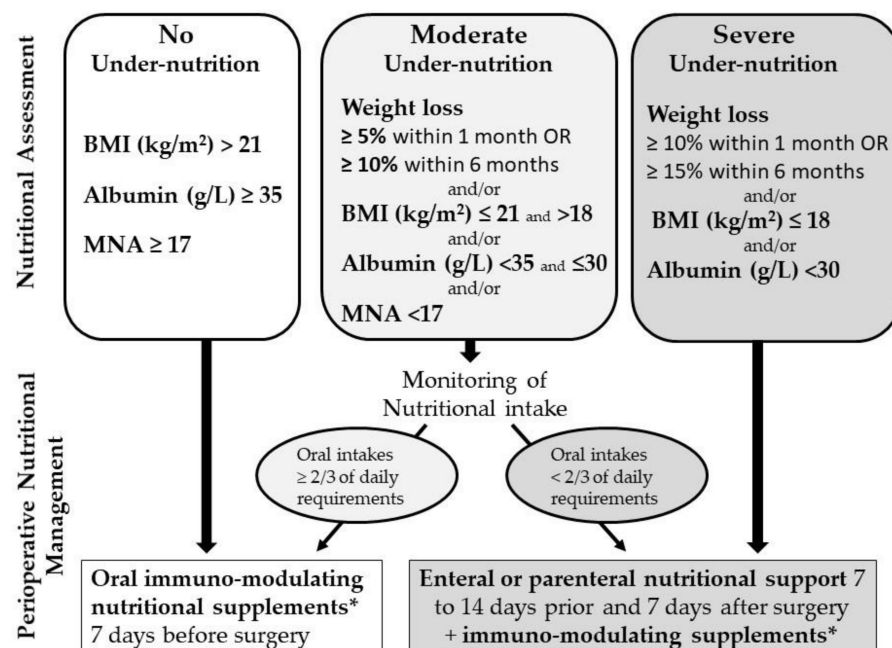 Nutritional Assessment
No
Under-nutrition
BMI (kg/m²) > 21
Albumin (g/L) ≥ 35
MNA ≥ 17
Moderate
Under-nutrition
Weight loss
≥ 5% within 1 month OR
≥ 10% within 6 months
and/or
BMI (kg/m²) ≤ 21 and >18
and/or
Albumin (g/L) <35 and ≤30
and/or
MNA <17
Severe
Under-nutrition
Weight loss
≥ 10% within 1 month OR
≥ 15% within 6 months
and/or
BMI (kg/m²) ≤ 18
and/or
Albumin (g/L) <30
Perioperative Nutritional
Management
Monitoring of
Nutritional intake
Oral intakes
≥ 2/3 of daily
requirements
Oral intakes
< 2/3 of daily
requirements
Oral immuno-modulating
nutritional supplements*
7 days before surgery
Enteral or parenteral nutritional support 7
to 14 days prior and 7 days after surgery
+ immuno-modulating supplements*